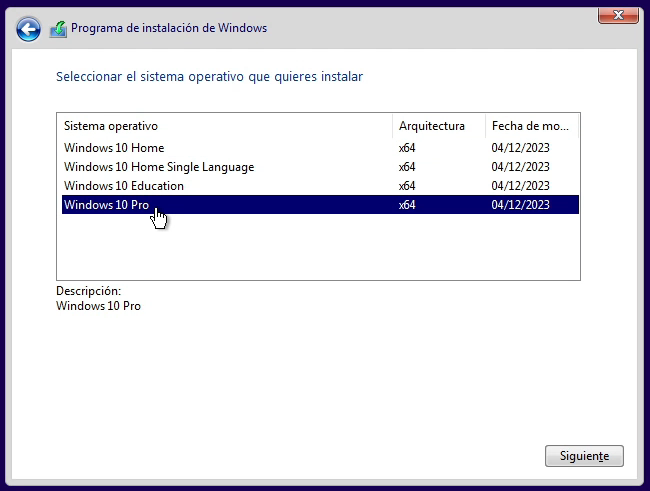 Programa de instalación de Windows
Seleccionar el sistema operativo que quieres instalar
Sistema operativo Arquitectura Fecha de mo...
Windows 10 Home x64 04/12/2023
Windows 10 Home Single Language x64 04/12/2023
Windows 10 Education x64 04/12/2023
Windows 10 Pro x64 04/12/2023
Descripción:
Windows 10 Pro
Siguiente